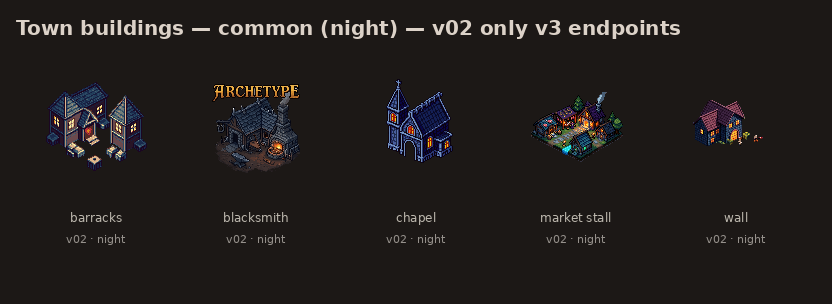 Town buildings — common (night) — v02 only v3 endpoints
ARCHETYPE
barracks
v02 · night
blacksmith
v02 · night
chapel
v02 · night
market stall
v02 · night
wall
v02 · night